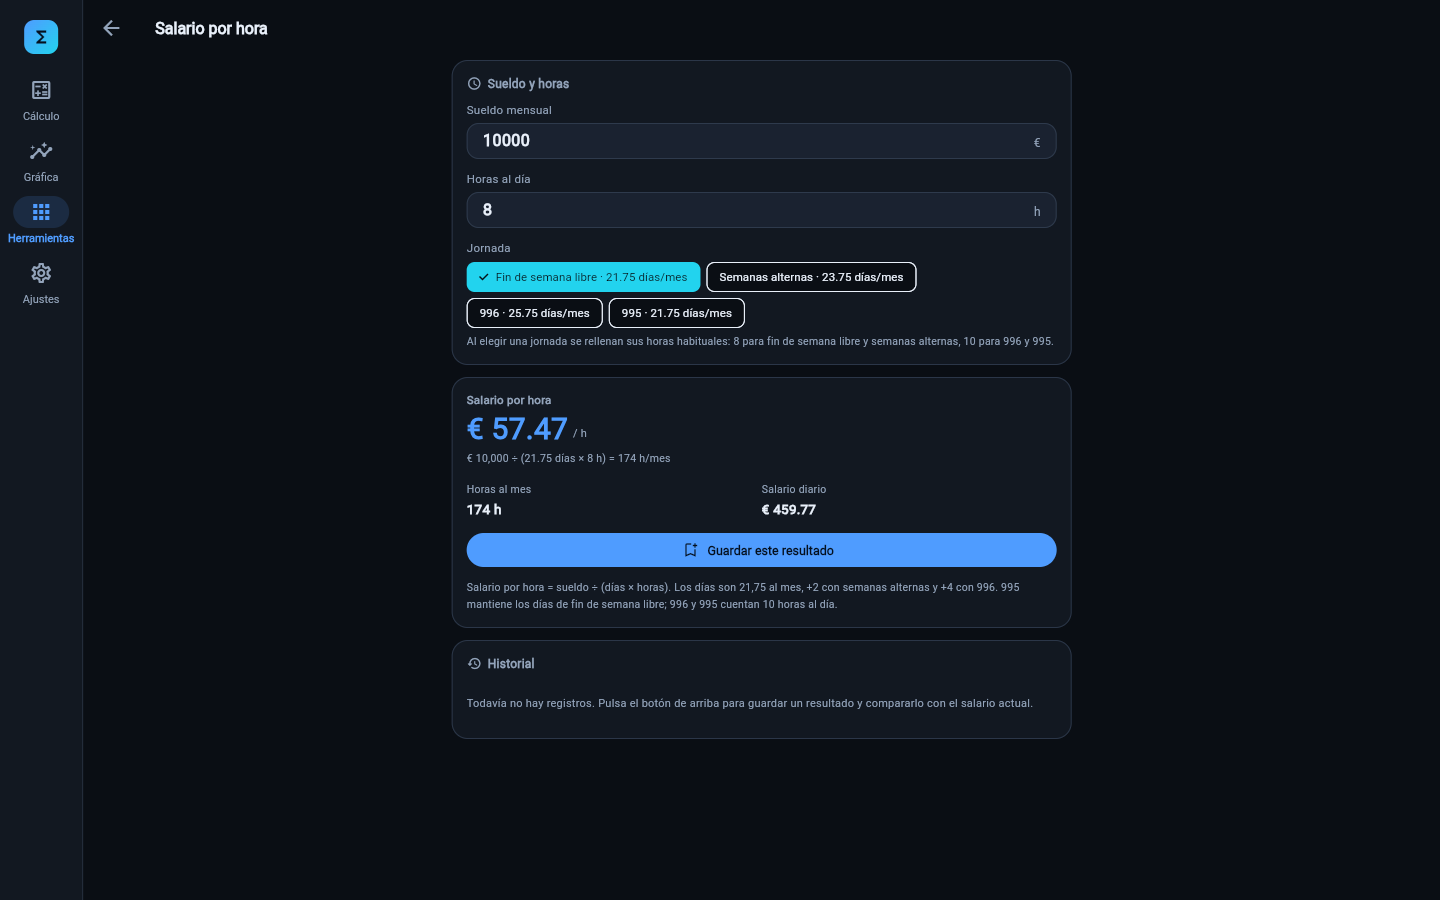 Σ
Salario por hora
Cálculo
Gráfica
Herramientas
Ajustes
Sueldo y horas
Sueldo mensual
10000 €
Horas al día
8 h
Jornada
Fin de semana libre · 21.75 días/mes
Semanas alternas · 23.75 días/mes
996 · 25.75 días/mes
995 · 21.75 días/mes
Al elegir una jornada se rellenan sus horas habituales: 8 para fin de semana libre y semanas alternas, 10 para 996 y 995.
Salario por hora
€ 57.47 / h
€ 10,000 ÷ (21.75 días × 8 h) = 174 h/mes
Horas al mes
174 h
Salario diario
€ 459.77
Guardar este resultado
Salario por hora = sueldo ÷ (días × horas). Los días son 21,75 al mes, +2 con semanas alternas y +4 con 996. 995
mantiene los días de fin de semana libre; 996 y 995 cuentan 10 horas al día.
Historial
Todavía no hay registros. Pulsa el botón de arriba para guardar un resultado y compararlo con el salario actual.